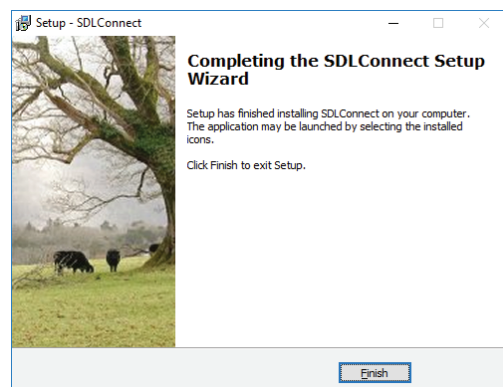 Setup - SDLConnect
Completing the SDLConnect Setup
Wizard
Setup has finished installing SDLConnect on your computer.
The application may be launched by selecting the installed
icons.
Click Finish to exit Setup.
Finish